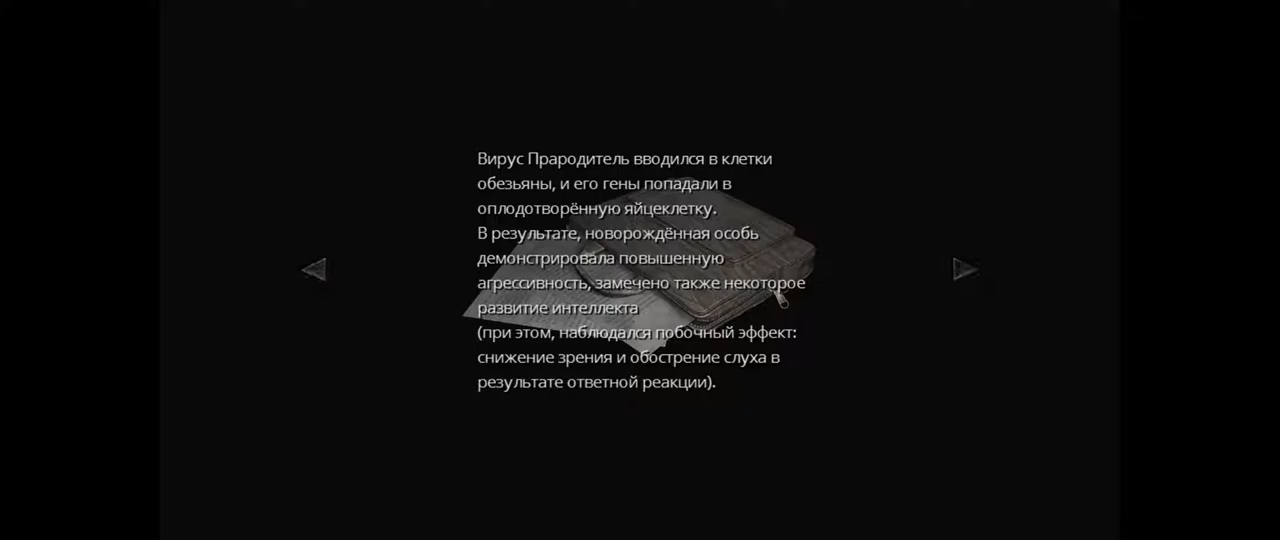 Вирус Прародитель вводился в клетки
обезьяны, и его гены попадали в
оплодотворённую яйцеклетку.
В результате, новорождённая особь
демонстрировала повышенную
агрессивность, замечено также некоторое
развитие интеллекта
(при этом, наблюдался побочный эффект:
снижение зрения и обострение слуха в
результате ответной реакции).